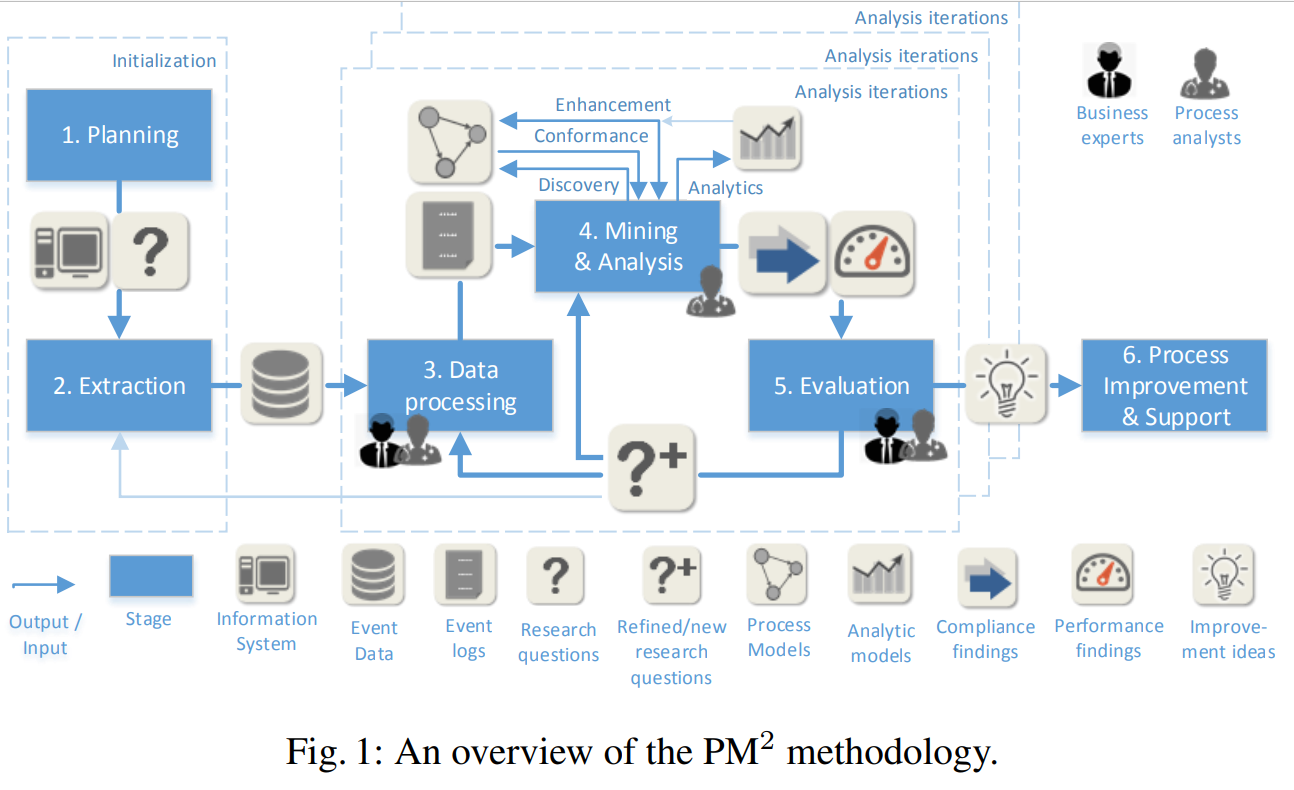 Analysis iterations
Analysis iterations
Analysis iterations
Initialization
1. Planning
?
2. Extraction
Enhancement
Conformance
Discovery
Analytics
4. Mining
& Analysis
3. Data
processing
5. Evaluation
?+
6. Process
Improvement
& Support
Business
experts
Process
analysts
Output /
Input
Stage
Information
System
Event
Data
Event
logs
?
Research
questions
?+
Refined/new
research
questions
Process
Models
Analytic
models
Compliance
findings
Performance
findings
Improve-
ment ideas
Fig. 1: An overview of the PM² methodology.